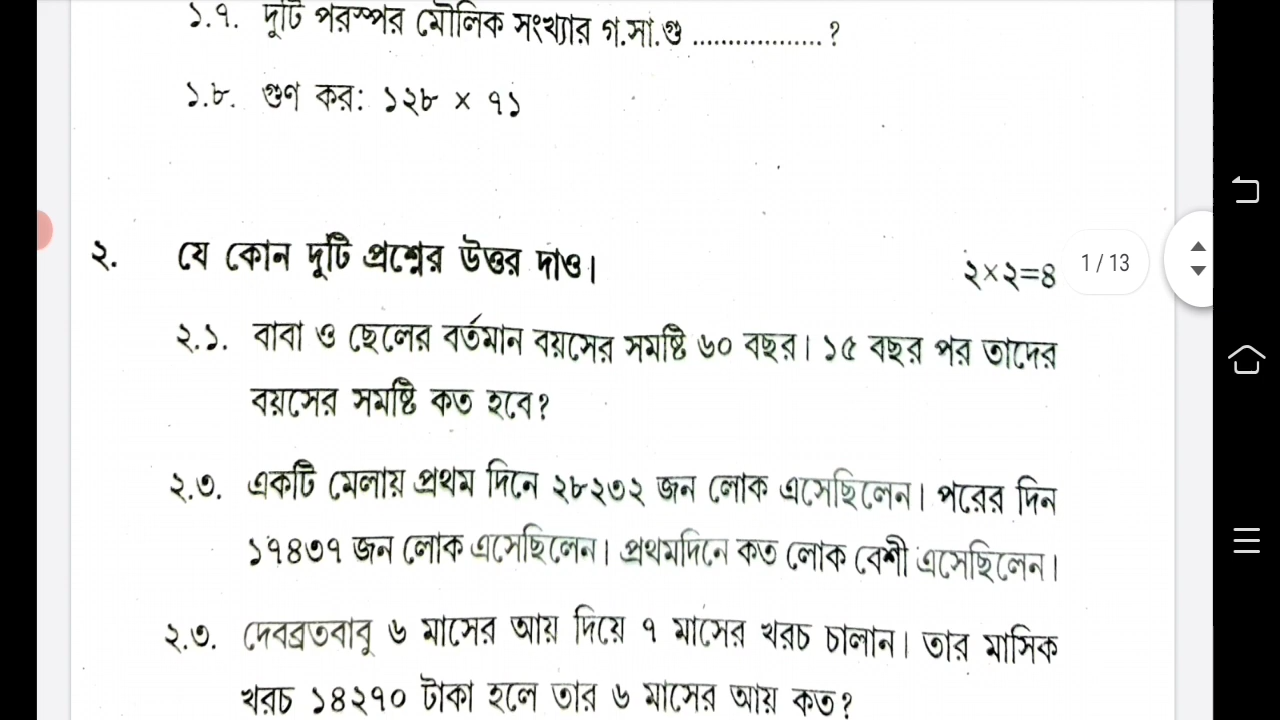 ১.৭. দুটি পরস্পর মৌলিক সংখ্যার গ.সা.গু ..................?
১.৮. গুণ কর: ১২৮ × ৭১
২. যে কোন দুটি প্রশ্নের উত্তর দাও। ২×২=৪
1 / 13
২.১. বাবা ও ছেলের বর্তমান বয়সের সমষ্টি ৬০ বছর। ১৫ বছর পর তাদের
বয়সের সমষ্টি কত হবে?
২.৩. একটি মেলায় প্রথম দিনে ২৮২৩২ জন লোক এসেছিলেন। পরের দিন
১৭৪৩৭ জন লোক এসেছিলেন। প্রথমদিনে কত লোক বেশী এসেছিলেন।
২.৩. দেবব্রতবাবু ৬ মাসের আয় দিয়ে ৭ মাসের খরচ চালান। তার মাসিক
খরচ ১৪২৭০ টাকা হলে তার ৬ মাসের আয় কত?